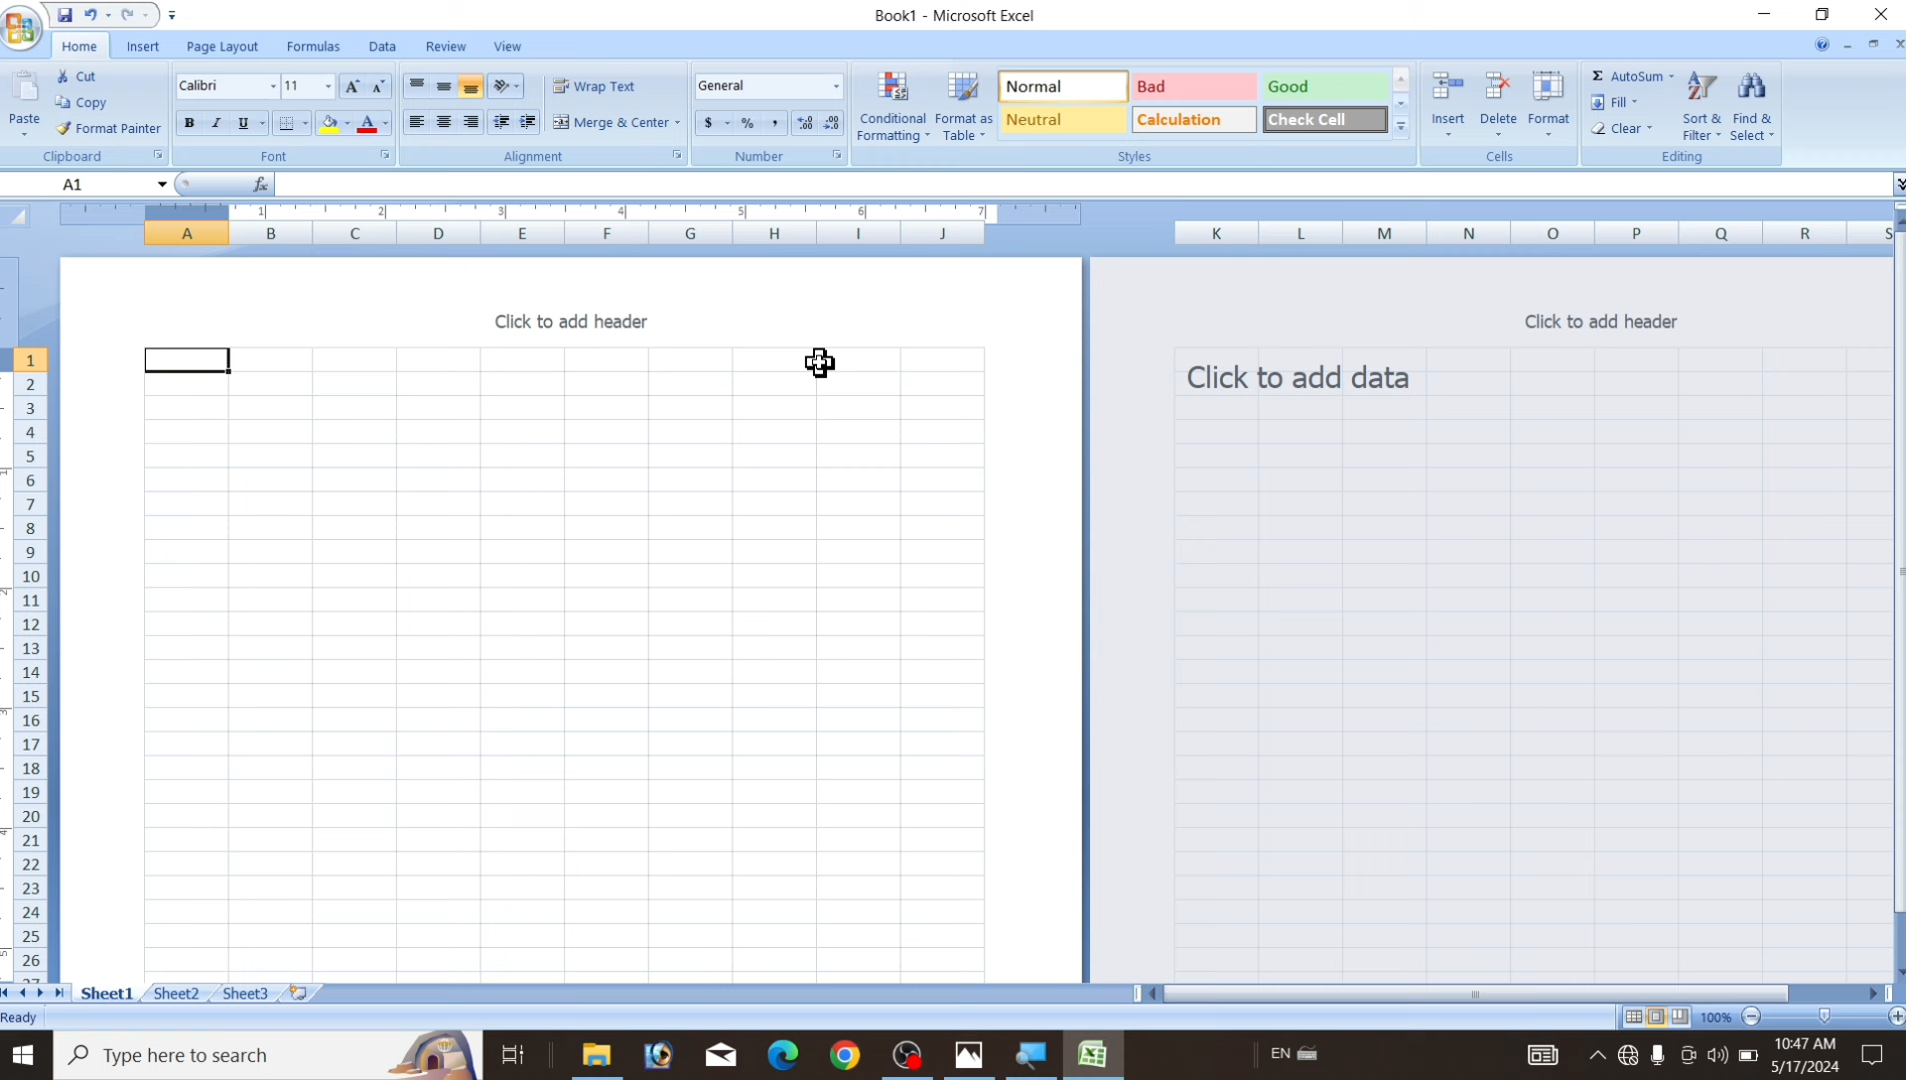 Book1 - Microsoft Excel
Home Insert Page Layout Formulas Data Review View
Cut
Copy
Format Painter
Paste
Clipboard
Calibri 11
B I U
Font
Wrap Text
Merge & Center
Alignment
General
$ % ,
Number
Conditional Formatting
Format as Table
Normal Bad Good
Neutral Calculation Check Cell
Styles
Insert Delete Format
Cells
Σ AutoSum
Fill
Clear
Sort & Filter
Find & Select
Editing
A1 fx
1 2 3 4 5 6 7
A B C D E F G H I J K L M N O P Q R S
Click to add header Click to add header
Click to add data
1
2
3
4
5
6
7
8
9
10
11
12
13
14
15
16
17
18
19
20
21
22
23
24
25
26
27
Sheet1 Sheet2 Sheet3
Ready 100%
Type here to search
EN
10:47 AM
5/17/2024